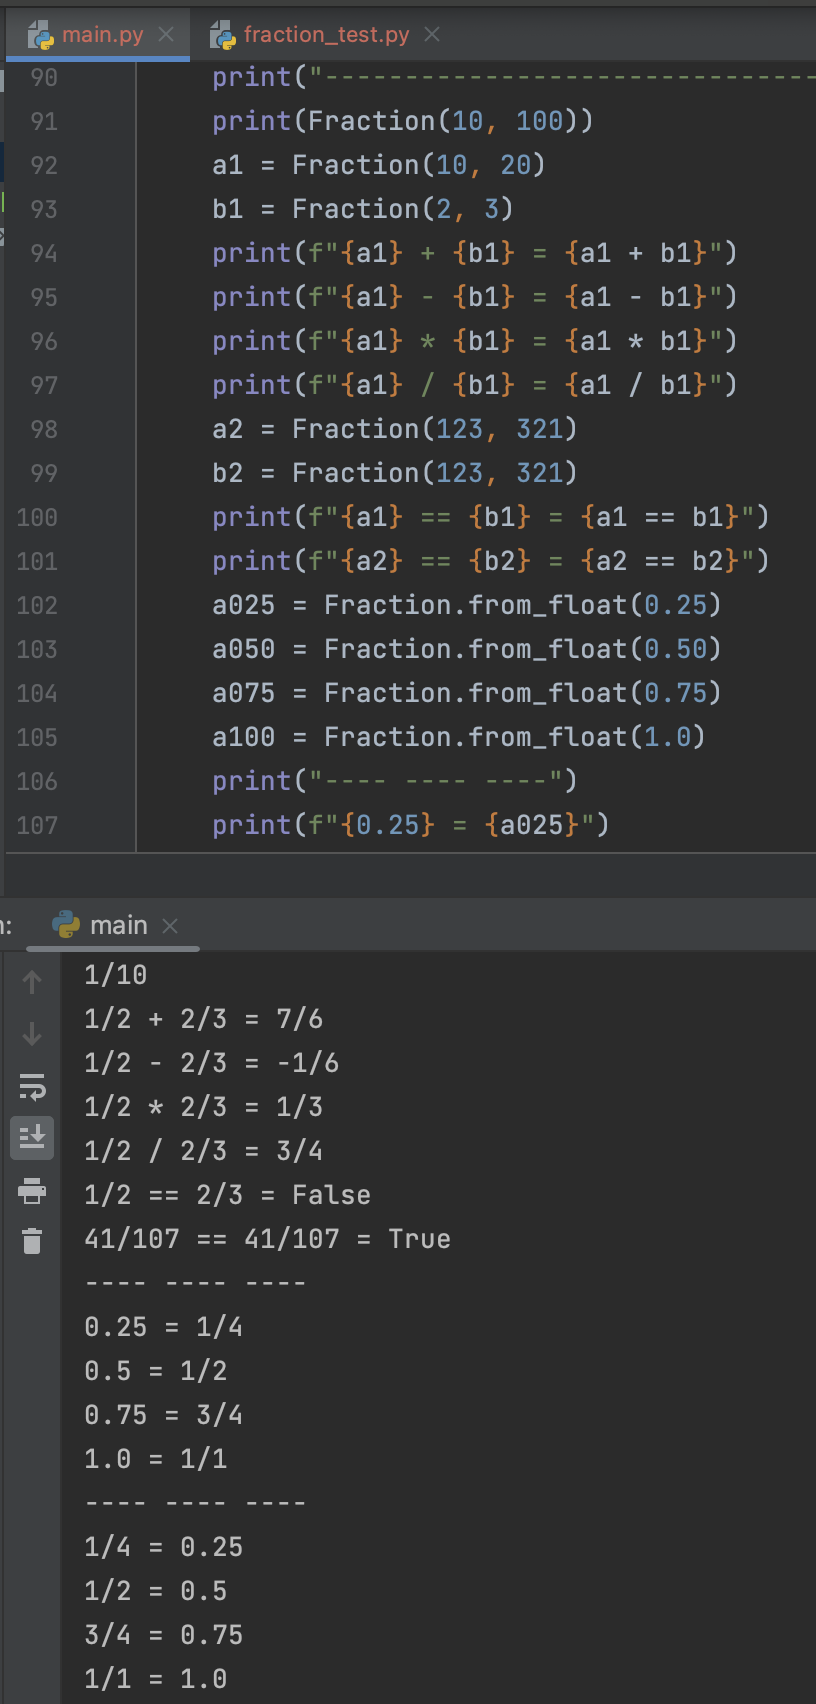 main.py
fraction_test.py
90 print("-------------------------------
91 print(Fraction(10, 100))
92 a1 = Fraction(10, 20)
93 b1 = Fraction(2, 3)
94 print(f"{a1} + {b1} = {a1 + b1}")
95 print(f"{a1} - {b1} = {a1 - b1}")
96 print(f"{a1} * {b1} = {a1 * b1}")
97 print(f"{a1} / {b1} = {a1 / b1}")
98 a2 = Fraction(123, 321)
99 b2 = Fraction(123, 321)
100 print(f"{a1} == {b1} = {a1 == b1}")
101 print(f"{a2} == {b2} = {a2 == b2}")
102 a025 = Fraction.from_float(0.25)
103 a050 = Fraction.from_float(0.50)
104 a075 = Fraction.from_float(0.75)
105 a100 = Fraction.from_float(1.0)
106 print("---- ---- ----")
107 print(f"{0.25} = {a025}")
main
1/10
1/2 + 2/3 = 7/6
1/2 - 2/3 = -1/6
1/2 * 2/3 = 1/3
1/2 / 2/3 = 3/4
1/2 == 2/3 = False
41/107 == 41/107 = True
---- ---- ----
0.25 = 1/4
0.5 = 1/2
0.75 = 3/4
1.0 = 1/1
---- ---- ----
1/4 = 0.25
1/2 = 0.5
3/4 = 0.75
1/1 = 1.0